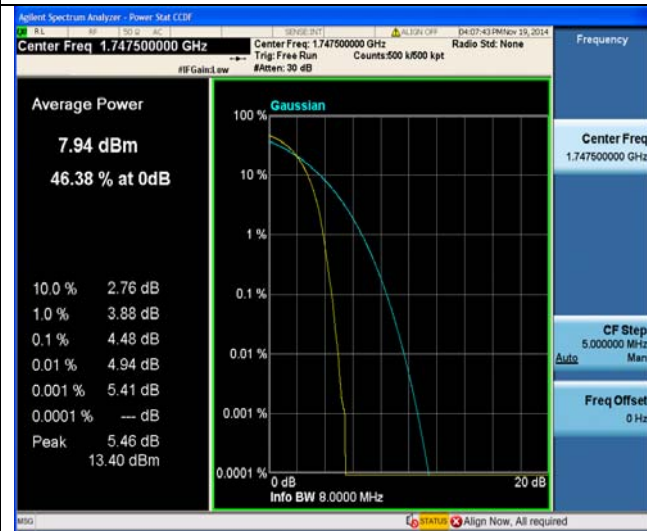 Agilent Spectrum Analyzer - Power Stat CCDF
RL RF 50 Ω AC SENSE:INT ALIGN OFF 04:07:43 PM Nov 19, 2014
Center Freq 1.747500000 GHz
#IFGain:Low
Center Freq: 1.747500000 GHz
Trig: Free Run Counts:500 k/500 kpt
#Atten: 30 dB
Radio Std: None
Frequency
Average Power
7.94 dBm
46.38 % at 0dB
10.0 % 2.76 dB
1.0 % 3.88 dB
0.1 % 4.48 dB
0.01 % 4.94 dB
0.001 % 5.41 dB
0.0001 % --- dB
Peak 5.46 dB
13.40 dBm
Gaussian
100 %
10 %
1 %
0.1 %
0.01 %
0.001 %
0.0001 %
0 dB 20 dB
Info BW 8.0000 MHz
Center Freq
1.747500000 GHz
CF Step
5.000000 MHz
Auto Man
Freq Offset
0 Hz
MSG STATUS Align Now, All required